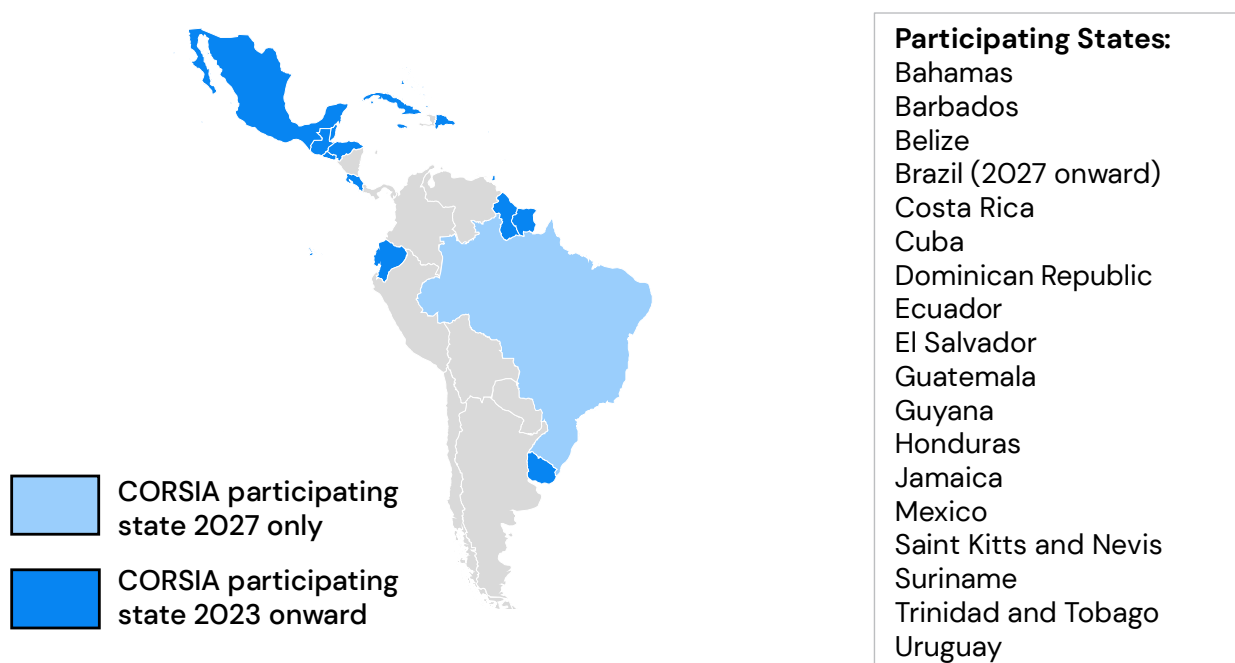 Participating States:
Bahamas
Barbados
Belize
Brazil (2027 onward)
Costa Rica
Cuba
Dominican Republic
Ecuador
El Salvador
Guatemala
Guyana
Honduras
Jamaica
Mexico
Saint Kitts and Nevis
Suriname
Trinidad and Tobago
Uruguay
CORSIA participating
state 2027 only
CORSIA participating
state 2023 onward